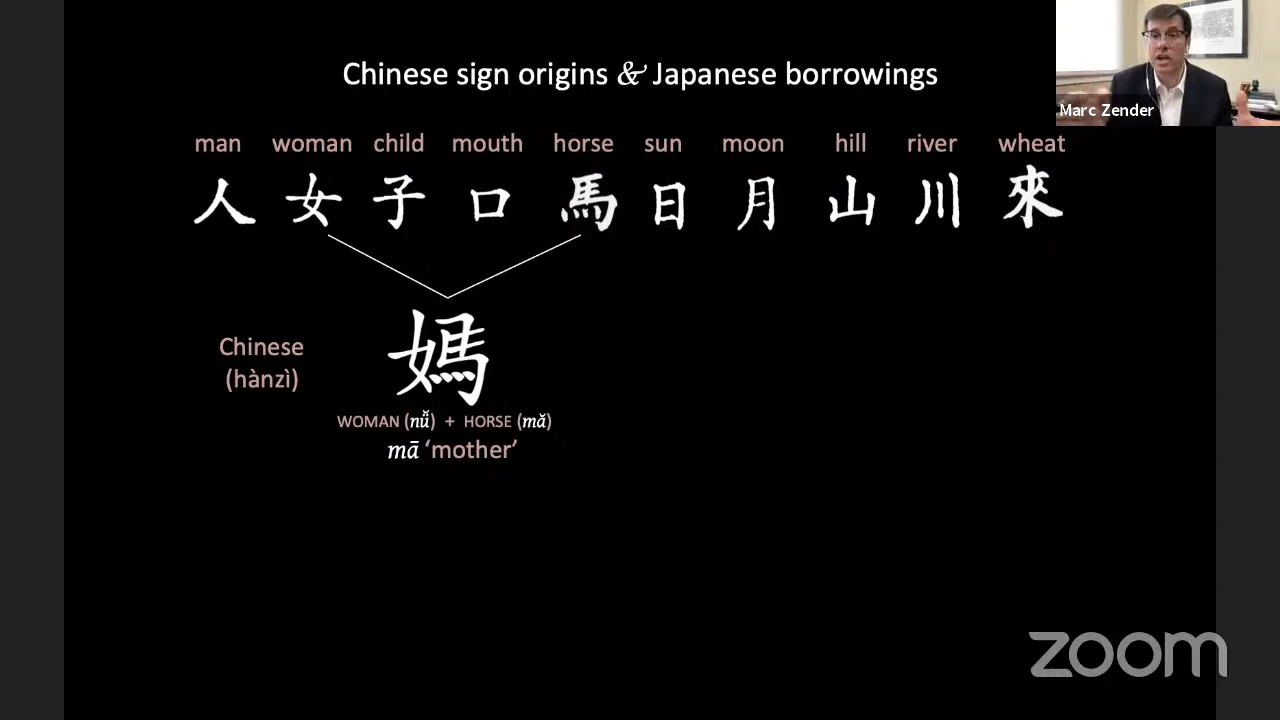 Chinese sign origins & Japanese borrowings
Marc Zender
man woman child mouth horse sun moon hill river wheat
人 女 子 口 馬 日 月 山 川 來
媽
Chinese
(hànzì)
WOMAN (nǚ) + HORSE (mǎ)
mā ‘mother’
zoom